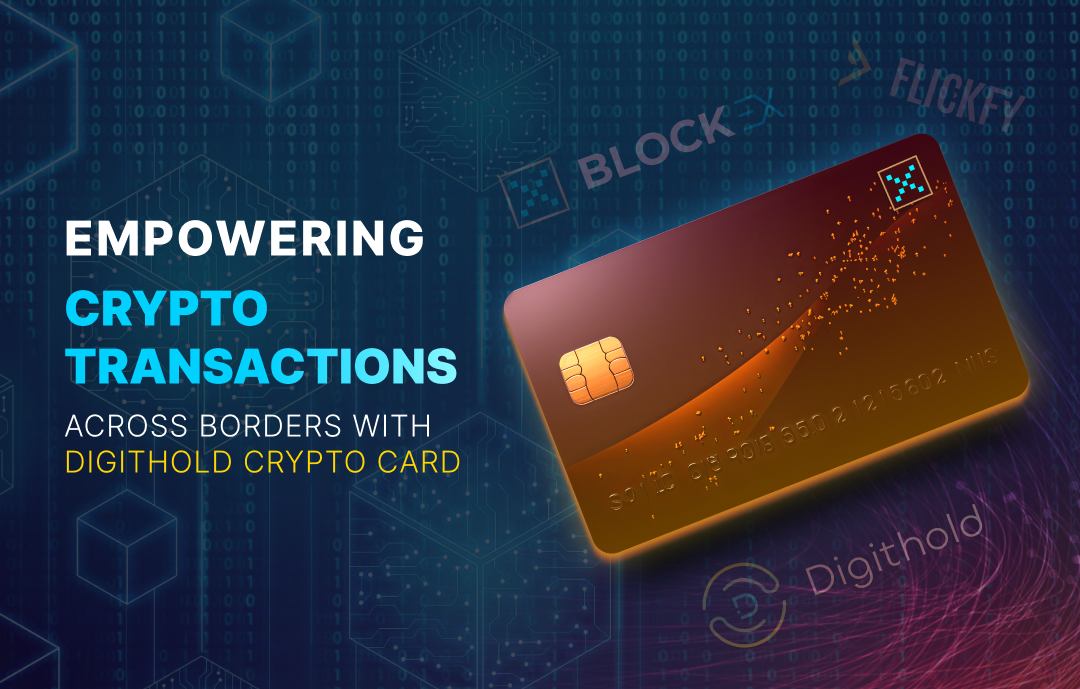 EMPOWERING
CRYPTO
TRANSACTIONS
ACROSS BORDERS WITH
DIGITHOLD CRYPTO CARD
BLOCK
FLICKFY
Digithold